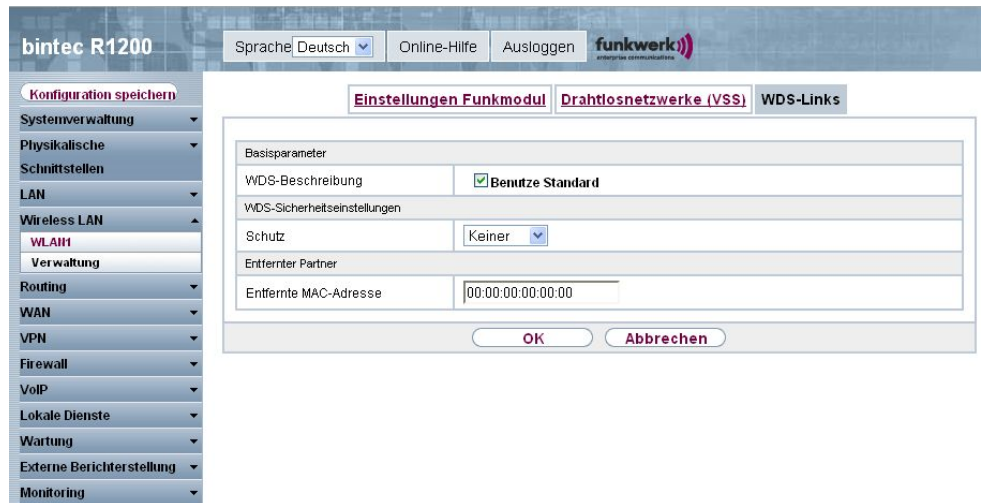 bintec R1200
Sprache Deutsch Online-Hilfe Ausloggen funkwerk
enterprise communications
Konfiguration speichern
Systemverwaltung
Physikalische
Schnittstellen
LAN
Wireless LAN
WLAN1
Verwaltung
Routing
WAN
VPN
Firewall
VoIP
Lokale Dienste
Wartung
Externe Berichterstellung
Monitoring
Einstellungen Funkmodul Drahtlosnetzwerke (VSS) WDS-Links
Basisparameter
WDS-Beschreibung Benutze Standard
WDS-Sicherheitseinstellungen
Schutz Keiner
Entfernter Partner
Entfernte MAC-Adresse 00:00:00:00:00:00
OK Abbrechen